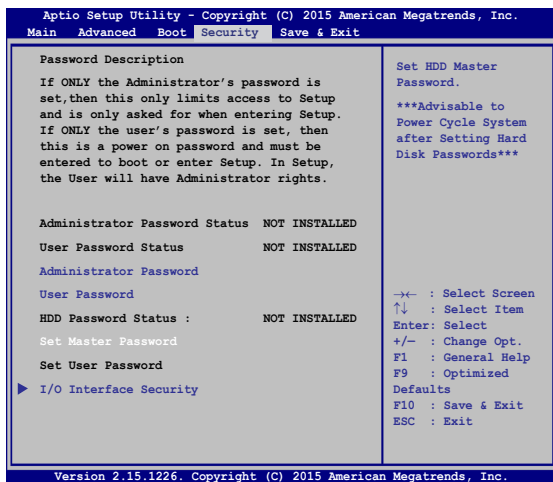 Aptio Setup Utility - Copyright (C) 2015 American Megatrends, Inc.
Main Advanced Boot Security Save & Exit
Password Description
If ONLY the Administrator's password is
set,then this only limits access to Setup
and is only asked for when entering Setup.
If ONLY the user's password is set, then
this is a power on password and must be
entered to boot or enter Setup. In Setup,
the User will have Administrator rights.
Administrator Password Status NOT INSTALLED
User Password Status NOT INSTALLED
Administrator Password
User Password
HDD Password Status : NOT INSTALLED
Set Master Password
Set User Password
I/O Interface Security
Set HDD Master
Password.
***Advisable to
Power Cycle System
after Setting Hard
Disk Passwords***
→← : Select Screen
↑↓ : Select Item
Enter: Select
+/— : Change Opt.
F1 : General Help
F9 : Optimized
Defaults
F10 : Save & Exit
ESC : Exit
Version 2.15.1226. Copyright (C) 2015 American Megatrends, Inc.